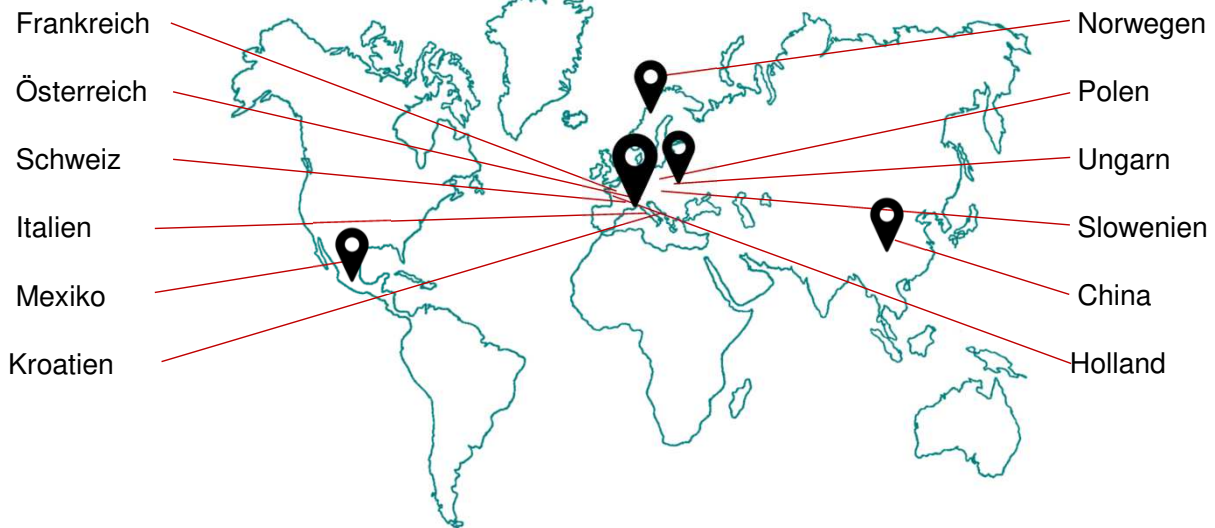 Frankreich
Österreich
Schweiz
Italien
Mexiko
Kroatien
Norwegen
Polen
Ungarn
Slowenien
China
Holland